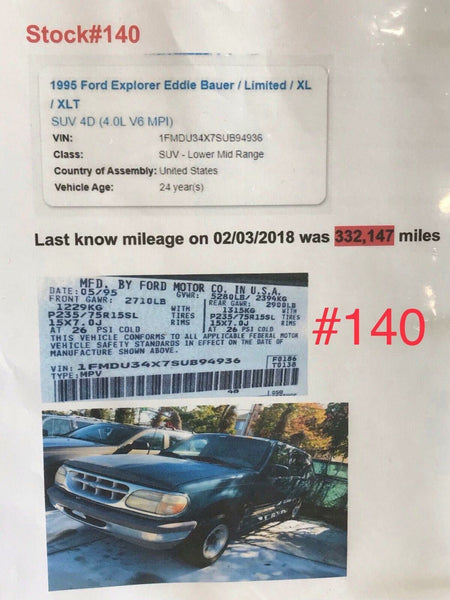 Stock#140
1995 Ford Explorer Eddie Bauer / Limited / XL
/ XLT
SUV 4D (4.0L V6 MPI)
VIN: 1FMDU34X7SUB94936
Class: SUV - Lower Mid Range
Country of Assembly: United States
Vehicle Age: 24 year(s)
Last know mileage on 02/03/2018 was 332,147 miles
MFD. BY FORD MOTOR CO. IN U.S.A.
DATE: 05/95 GVWR: 5280LB/ 2394KG
FRONT GAWR: 2710LB REAR GAWR: 2900LB
1229KG WITH 1315KG WITH
P235/75R15SL TIRES P235/75R15SL TIRES
15X7.0J RIMS 15X7.0J RIMS
AT 26 PSI COLD AT 26 PSI COLD
THIS VEHICLE CONFORMS TO ALL APPLICABLE FEDERAL MOTOR
VEHICLE SAFETY STANDARDS IN EFFECT ON THE DATE OF
MANUFACTURE SHOWN ABOVE.
VIN: 1FMDU34X7SUB94936 F0186
TYPE: MPV T0138
#140